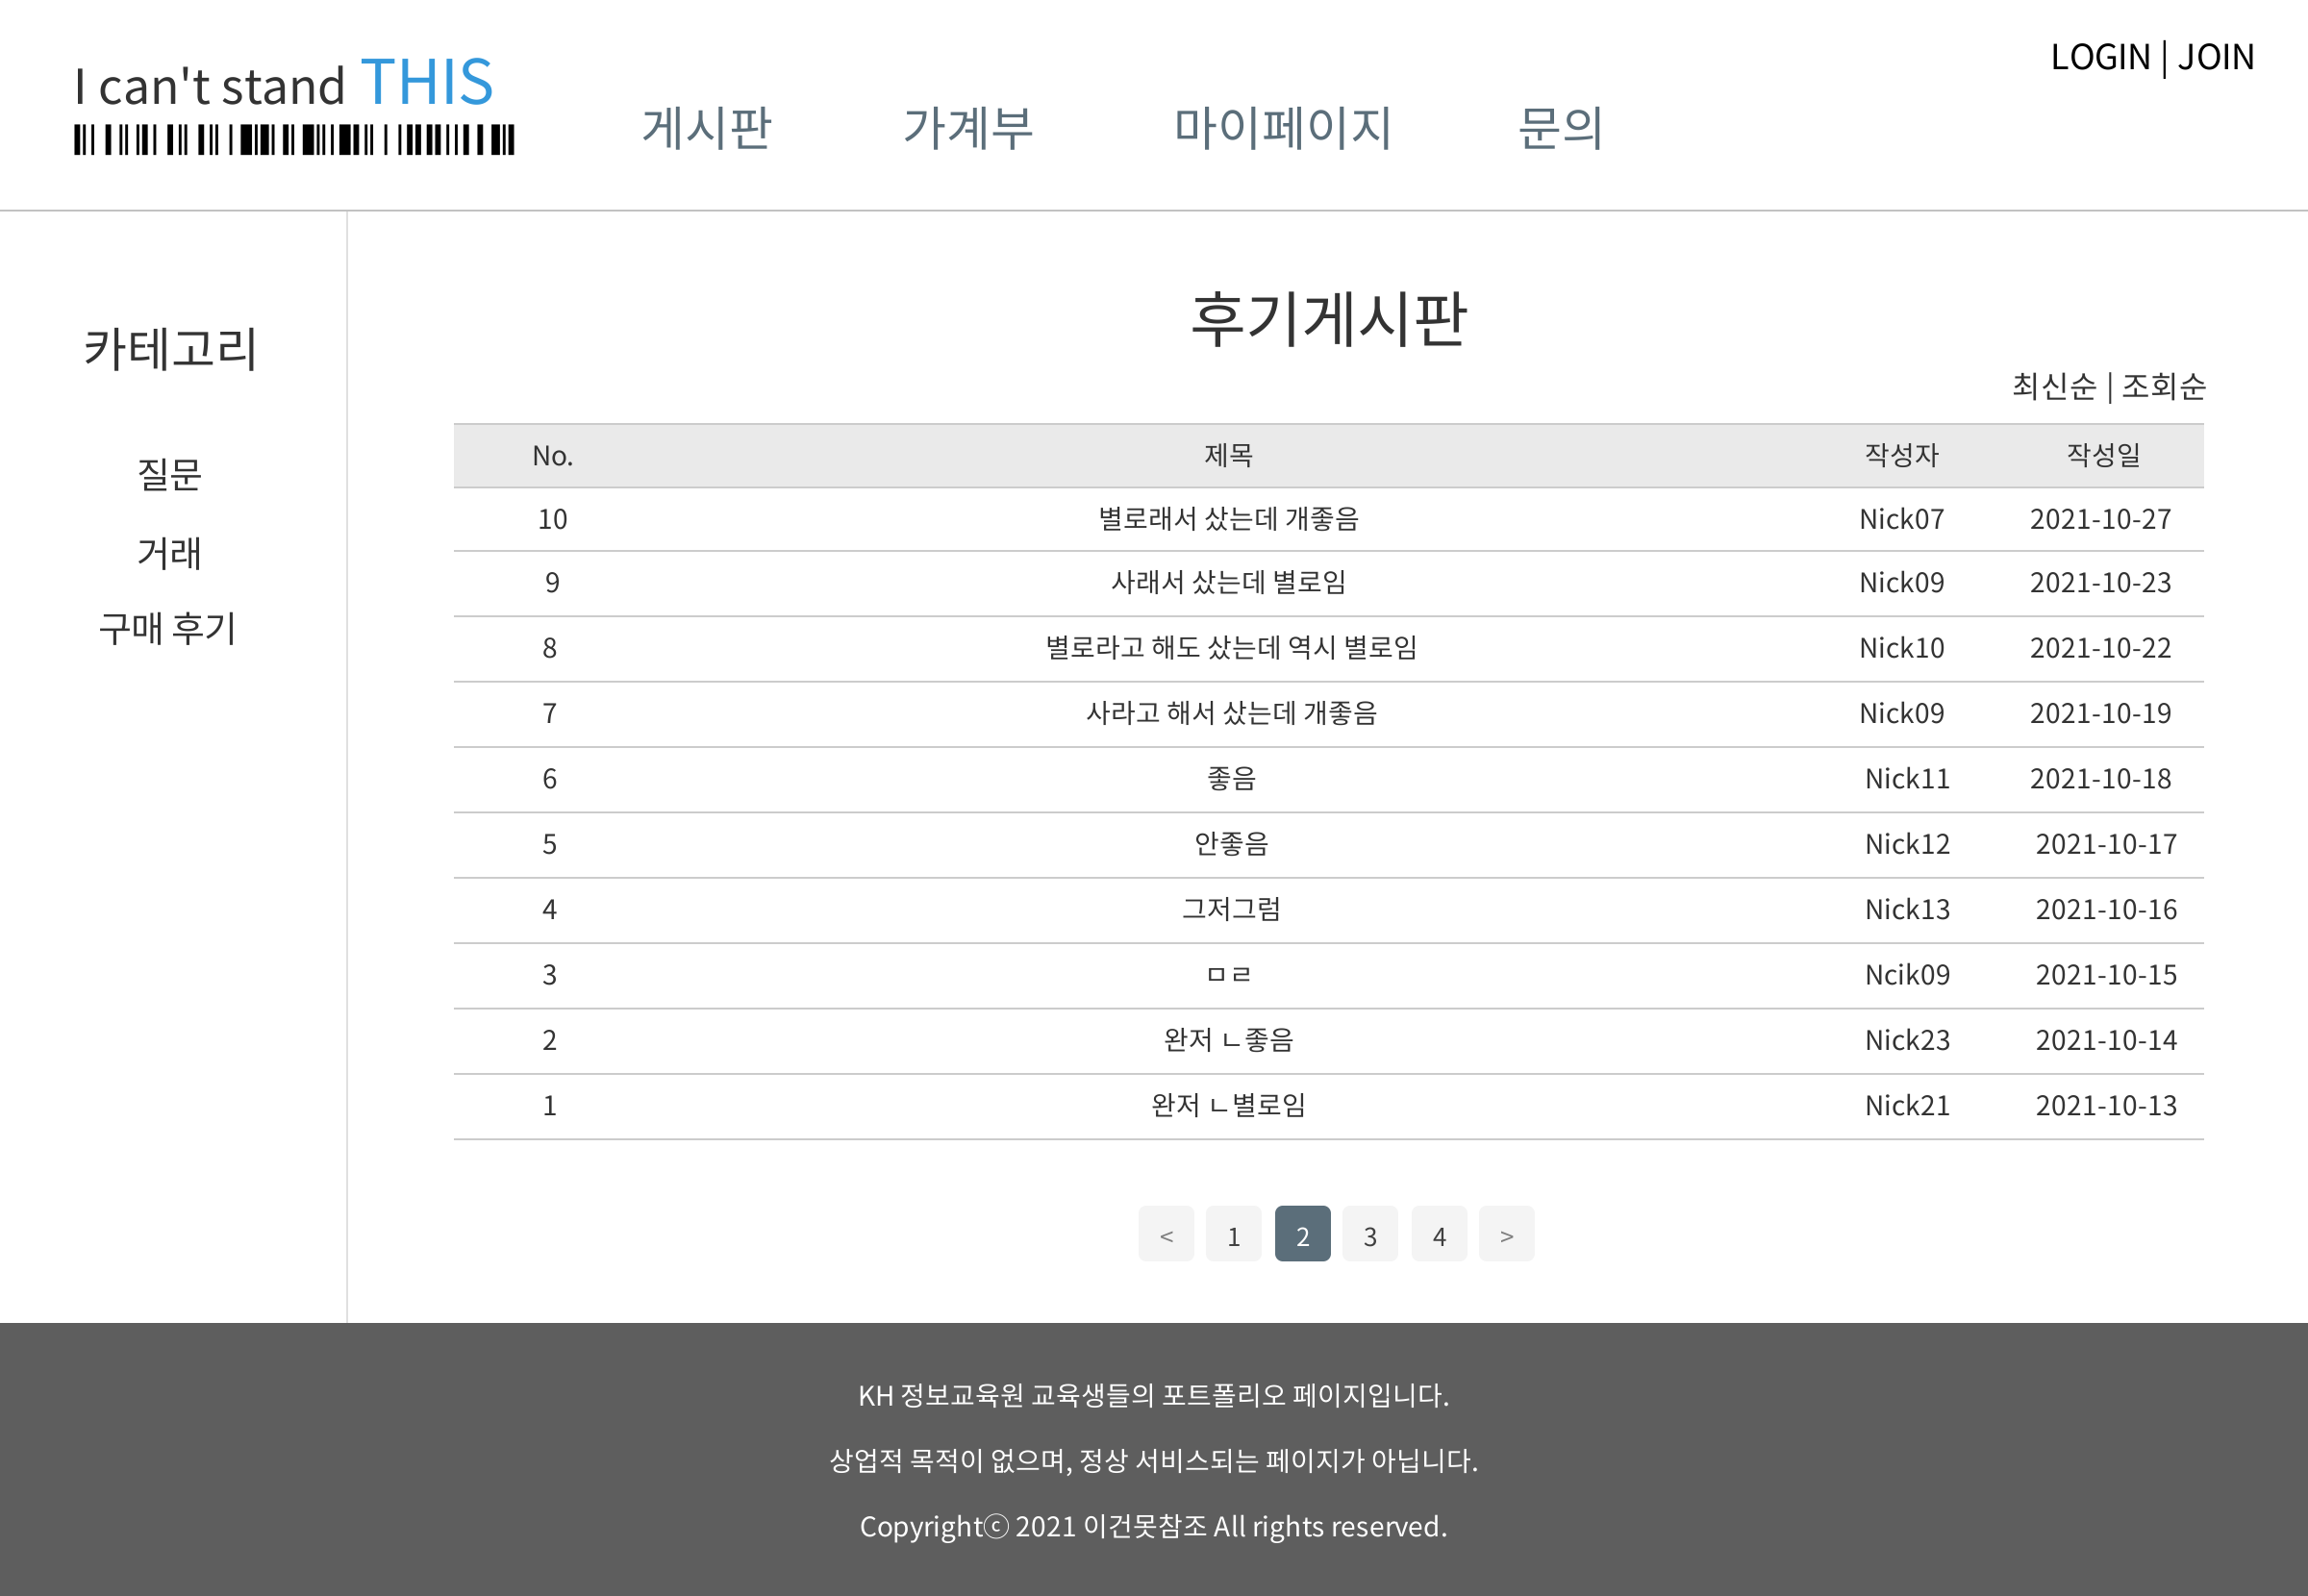 LOGIN | JOIN
I can't stand THIS
게시판 가계부 마이페이지 문의
카테고리
질문
거래
구매 후기
후기게시판
최신순 | 조회순
No. 제목 작성자 작성일
10 별로래서 샀는데 개좋음 Nick07 2021-10-27
9 사래서 샀는데 별로임 Nick09 2021-10-23
8 별로라고 해도 샀는데 역시 별로임 Nick10 2021-10-22
7 사라고 해서 샀는데 개좋음 Nick09 2021-10-19
6 좋음 Nick11 2021-10-18
5 안좋음 Nick12 2021-10-17
4 그저그럼 Nick13 2021-10-16
3 ㅁㄹ Ncik09 2021-10-15
2 완저 ㄴ좋음 Nick23 2021-10-14
1 완저 ㄴ별로임 Nick21 2021-10-13
< 1 2 3 4 >
KH 정보교육원 교육생들의 포트폴리오 페이지입니다.
상업적 목적이 없으며, 정상 서비스되는 페이지가 아닙니다.
Copyrightⓒ 2021 이건못참조 All rights reserved.